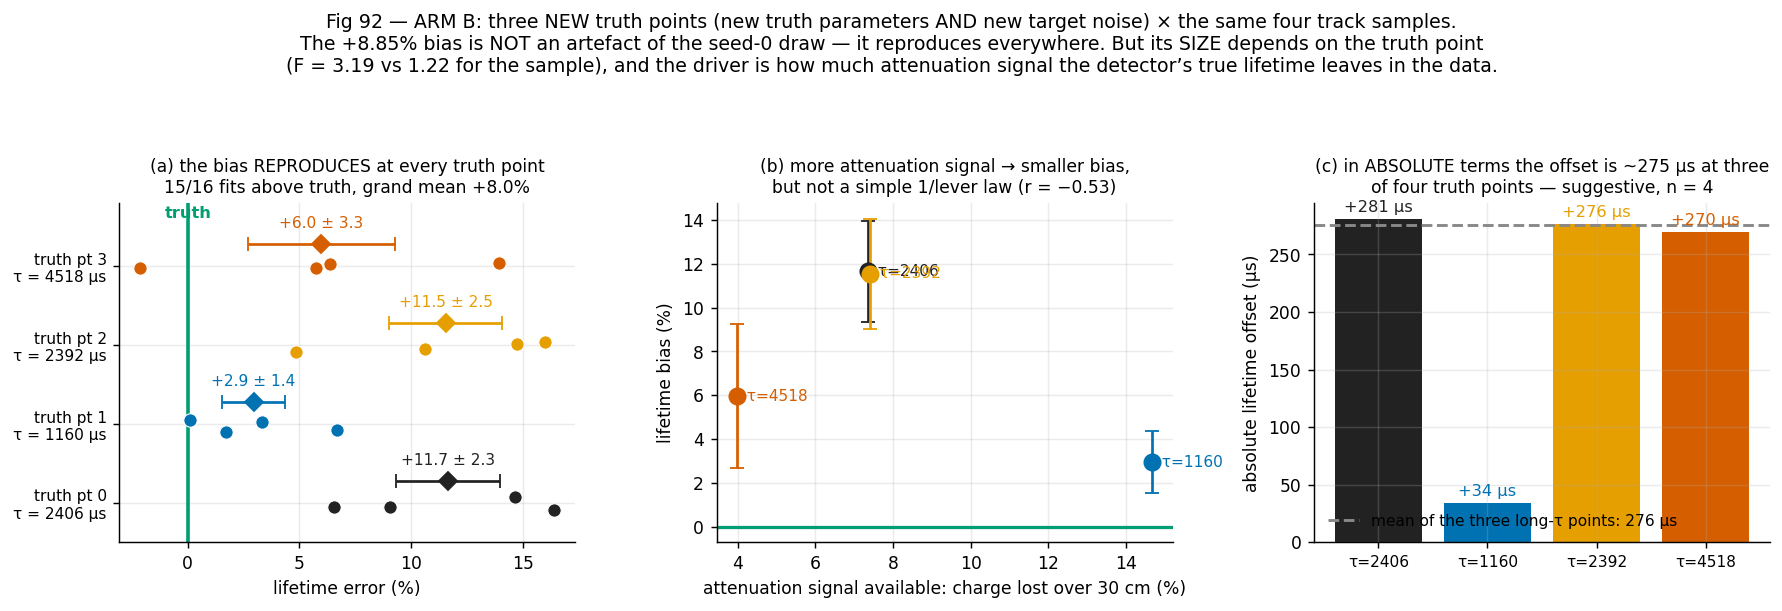 Fig 92 — ARM B: three NEW truth points (new truth parameters AND new target noise) × the same four track samples.
The +8.85% bias is NOT an artefact of the seed-0 draw — it reproduces everywhere. But its SIZE depends on the truth point
(F = 3.19 vs 1.22 for the sample), and the driver is how much attenuation signal the detector’s true lifetime leaves in the data.
(a) the bias REPRODUCES at every truth point
15/16 fits above truth, grand mean +8.0%
truth
+6.0 ± 3.3
truth pt 3
τ = 4518 µs
+11.5 ± 2.5
truth pt 2
τ = 2392 µs
+2.9 ± 1.4
truth pt 1
τ = 1160 µs
+11.7 ± 2.3
truth pt 0
τ = 2406 µs
0 5 10 15
lifetime error (%)
(b) more attenuation signal → smaller bias,
but not a simple 1/lever law (r = −0.53)
lifetime bias (%)
14
12
10
8
6
4
2
0
τ=2406
τ=2392
τ=4518
τ=1160
4 6 8 10 12 14
attenuation signal available: charge lost over 30 cm (%)
(c) in ABSOLUTE terms the offset is ~275 µs at three
of four truth points — suggestive, n = 4
absolute lifetime offset (µs)
250
200
150
100
50
0
+281 µs
+34 µs
+276 µs
+270 µs
mean of the three long-τ points: 276 µs
τ=2406 τ=1160 τ=2392 τ=4518